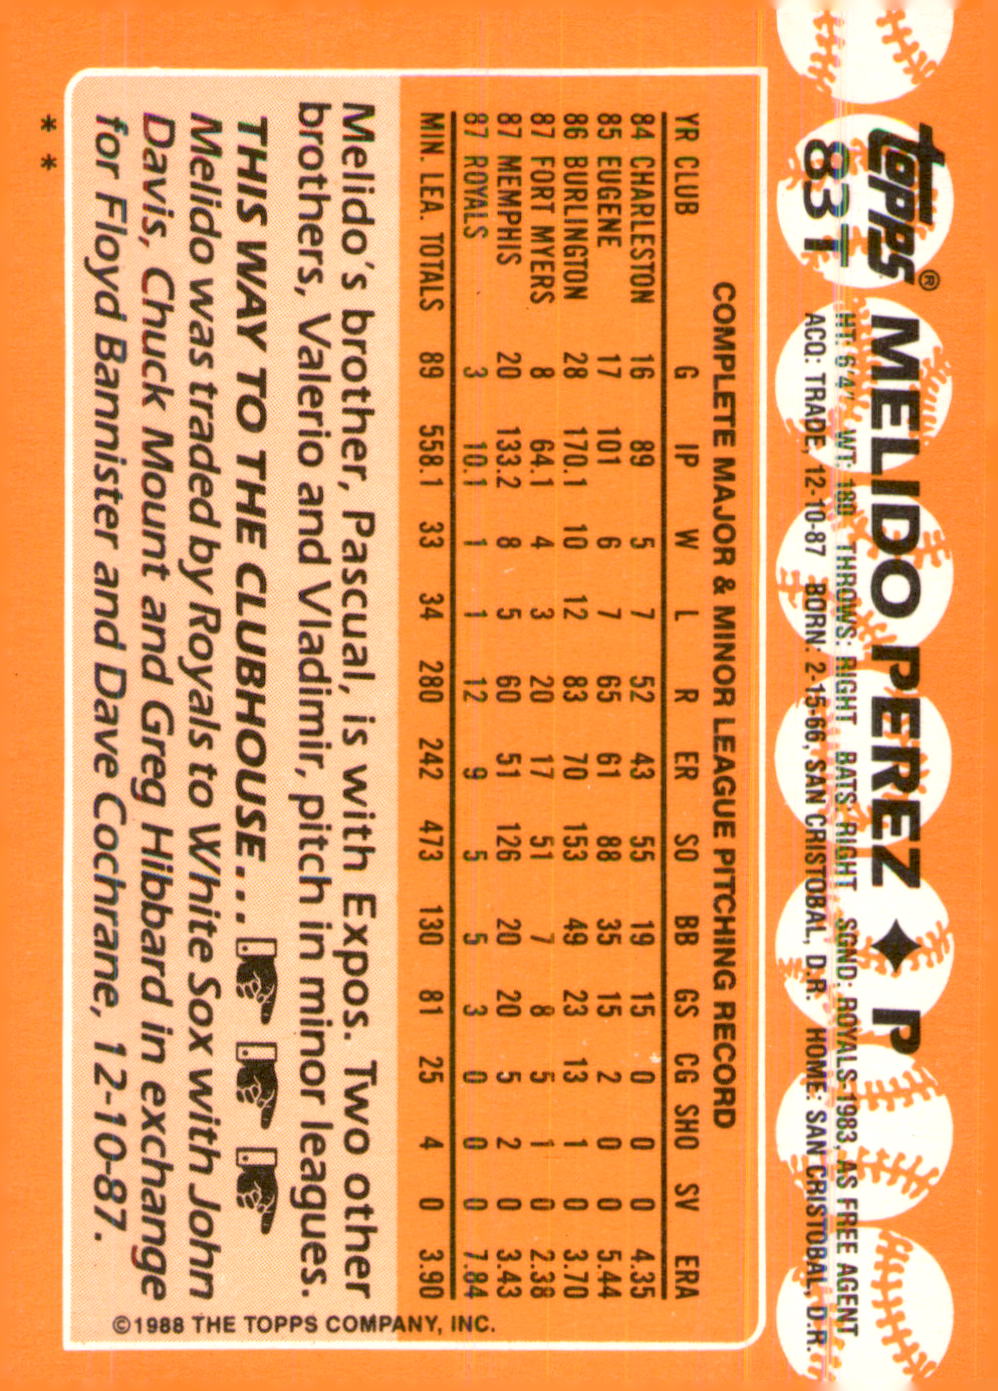 topps® MELIDO PEREZ ✦ P
831 HT: 6'4" WT: 180 THROWS: RIGHT BATS: RIGHT SGND: ROYALS-1983, AS FREE AGENT
ACQ: TRADE, 12-10-87 BORN: 2-15-66, SAN CRISTOBAL, D.R. HOME: SAN CRISTOBAL, D.R.
COMPLETE MAJOR & MINOR LEAGUE PITCHING RECORD
YR CLUB G IP W L R ER SO BB GS CG SHO SV ERA
84 CHARLESTON 16 89 5 7 52 43 55 19 15 0 0 0 4.35
85 EUGENE 17 101 6 7 65 61 88 35 15 2 0 0 5.44
86 BURLINGTON 28 170.1 10 12 83 70 153 49 23 13 1 0 3.70
87 FORT MYERS 8 64.1 4 3 20 17 51 7 8 5 1 0 2.38
87 MEMPHIS 20 133.2 8 5 60 51 126 20 20 5 2 0 3.43
87 ROYALS 3 10.1 1 1 12 9 5 5 3 0 0 0 7.84
MIN. LEA. TOTALS 89 558.1 33 34 280 242 473 130 81 25 4 0 3.90
Melido's brother, Pascual, is with Expos. Two other
brothers, Valerio and Vladimir, pitch in minor leagues.
THIS WAY TO THE CLUBHOUSE...
Melido was traded by Royals to White Sox with John
Davis, Chuck Mount and Greg Hibbard in exchange
for Floyd Bannister and Dave Cochrane, 12-10-87.
©1988 THE TOPPS COMPANY, INC.
* *